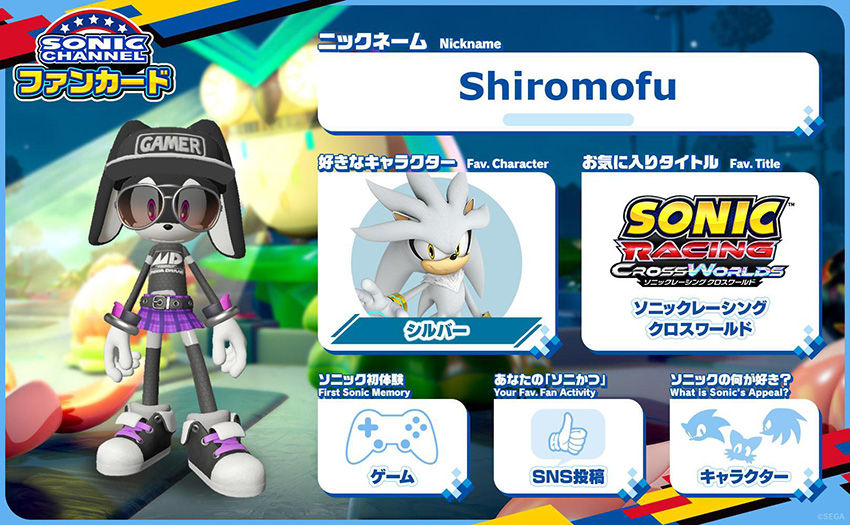 SONIC
CHANNEL
ファンカード
ニックネーム Nickname
Shiromofu
GAMER
MD
MEGA DRIVE
好きなキャラクター Fav. Character
シルバー
お気に入りタイトル Fav. Title
SONIC
RACING
CROSSWORLDS
ソニックレーシング クロスワールド
™
ソニックレーシング
クロスワールド
ソニック初体験
First Sonic Memory
ゲーム
あなたの「ソニかつ」
Your Fav. Fan Activity
SNS投稿
ソニックの何が好き?
What is Sonic's Appeal?
キャラクター
©SEGA